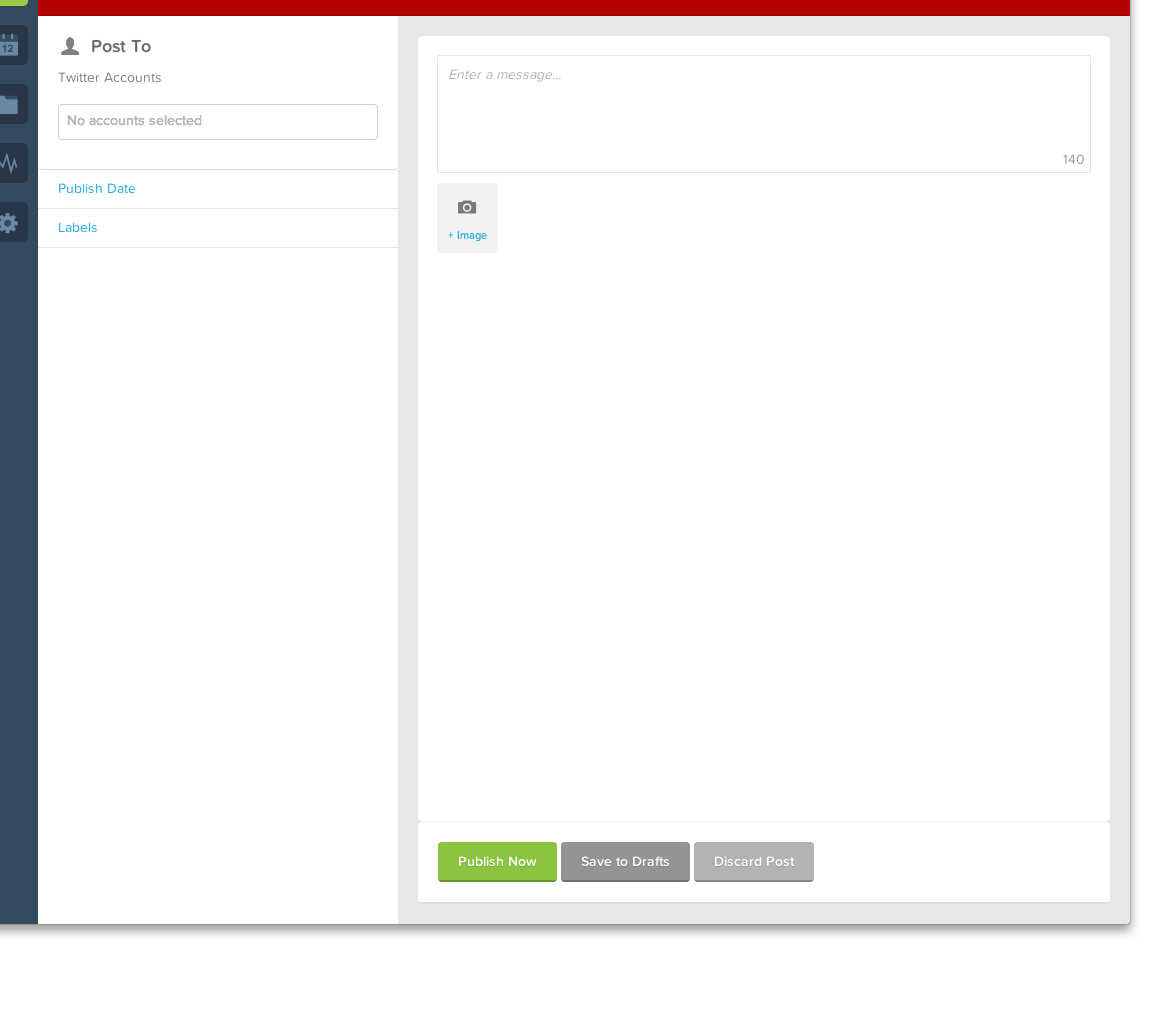 12
Post To
Twitter Accounts
No accounts selected
Publish Date
Labels
Enter a message...
140
+ Image
Publish Now
Save to Drafts
Discard Post